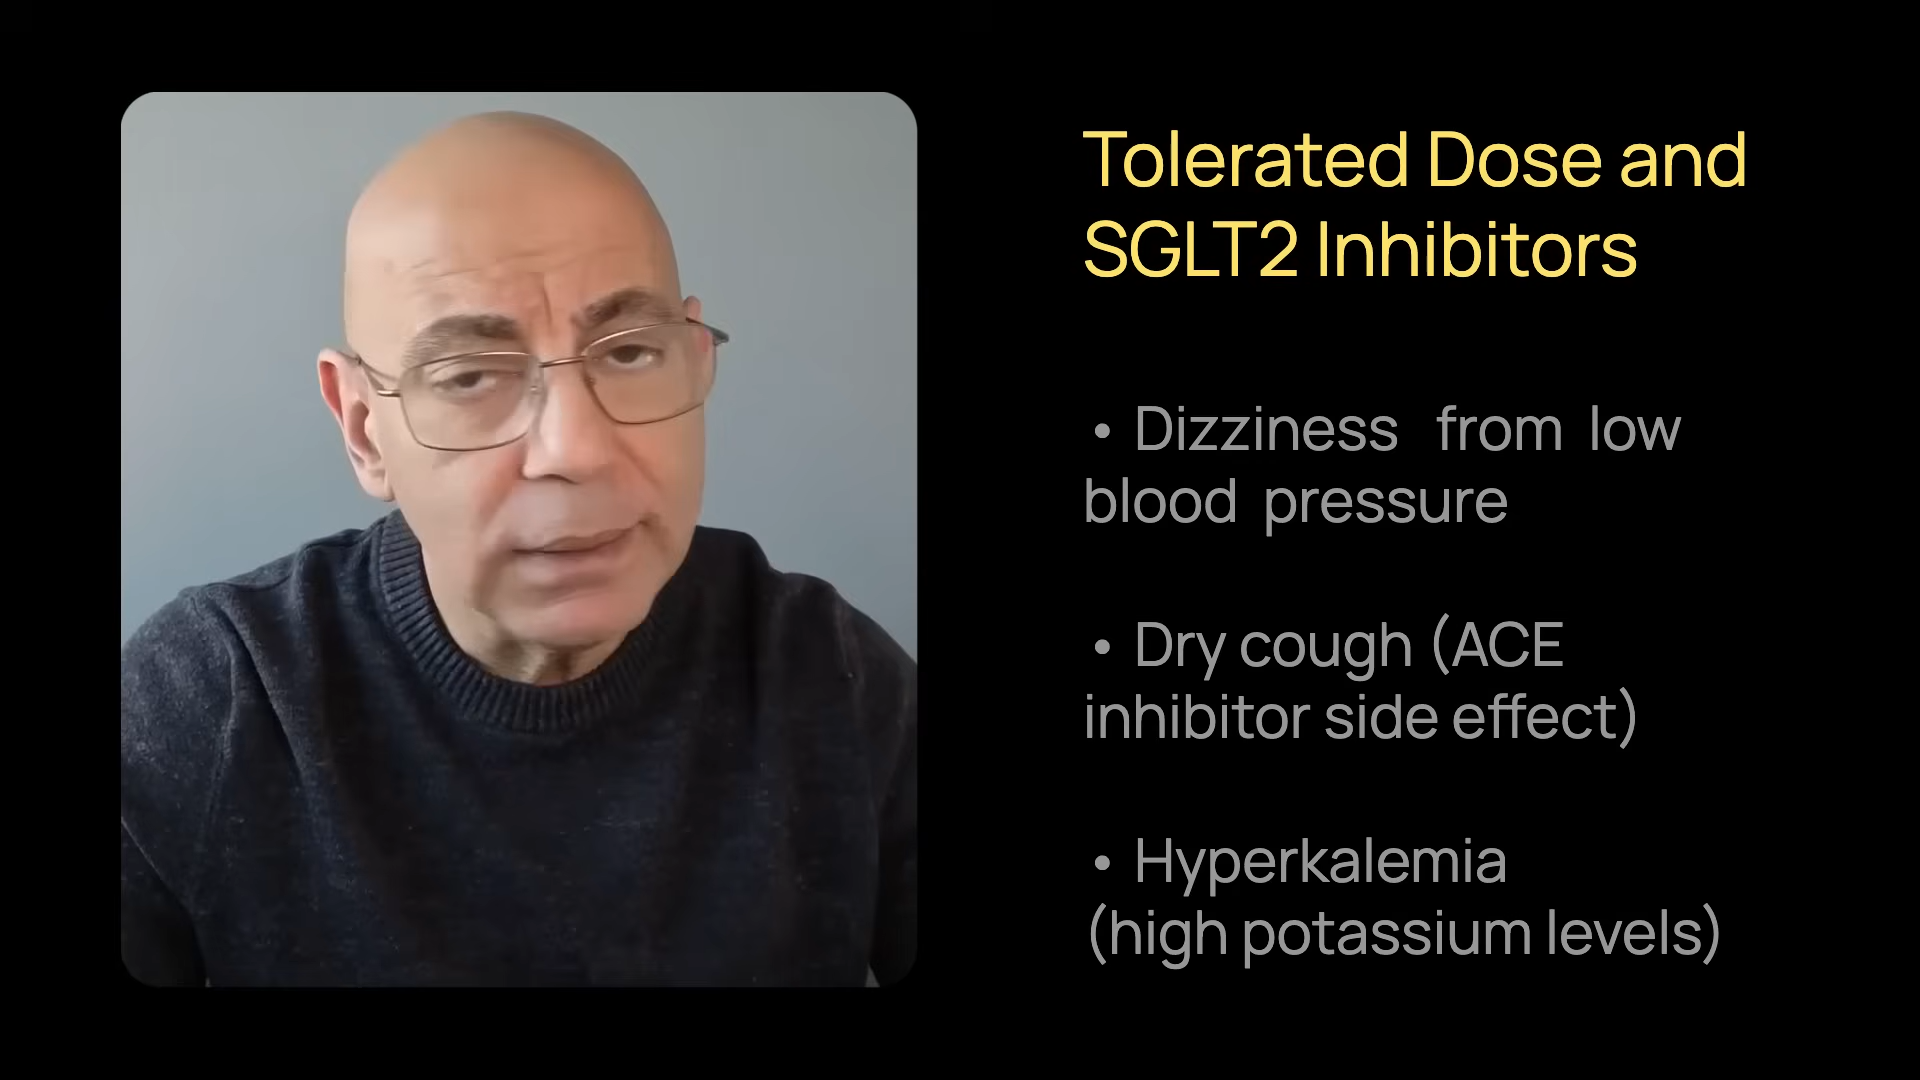 Tolerated Dose and
SGLT2 Inhibitors
• Dizziness from low
blood pressure
• Dry cough (ACE
inhibitor side effect)
• Hyperkalemia
(high potassium levels)